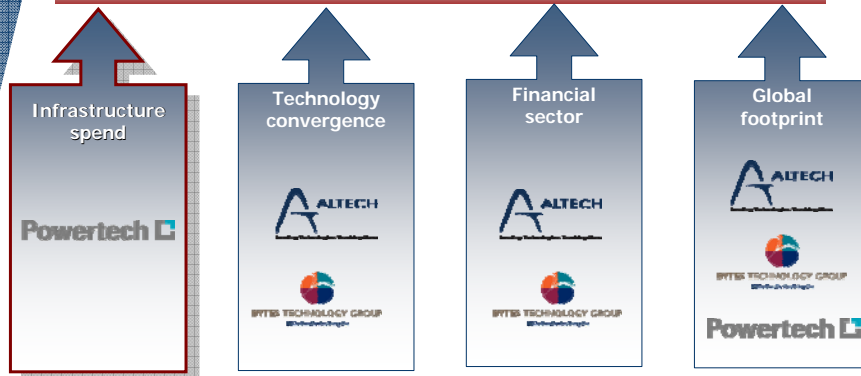 Infrastructure
spend
Powertech
Technology
convergence
ALTECH
BYTES TECHNOLOGY GROUP
Financial
sector
ALTECH
BYTES TECHNOLOGY GROUP
Global
footprint
ALTECH
BYTES TECHNOLOGY GROUP
Powertech